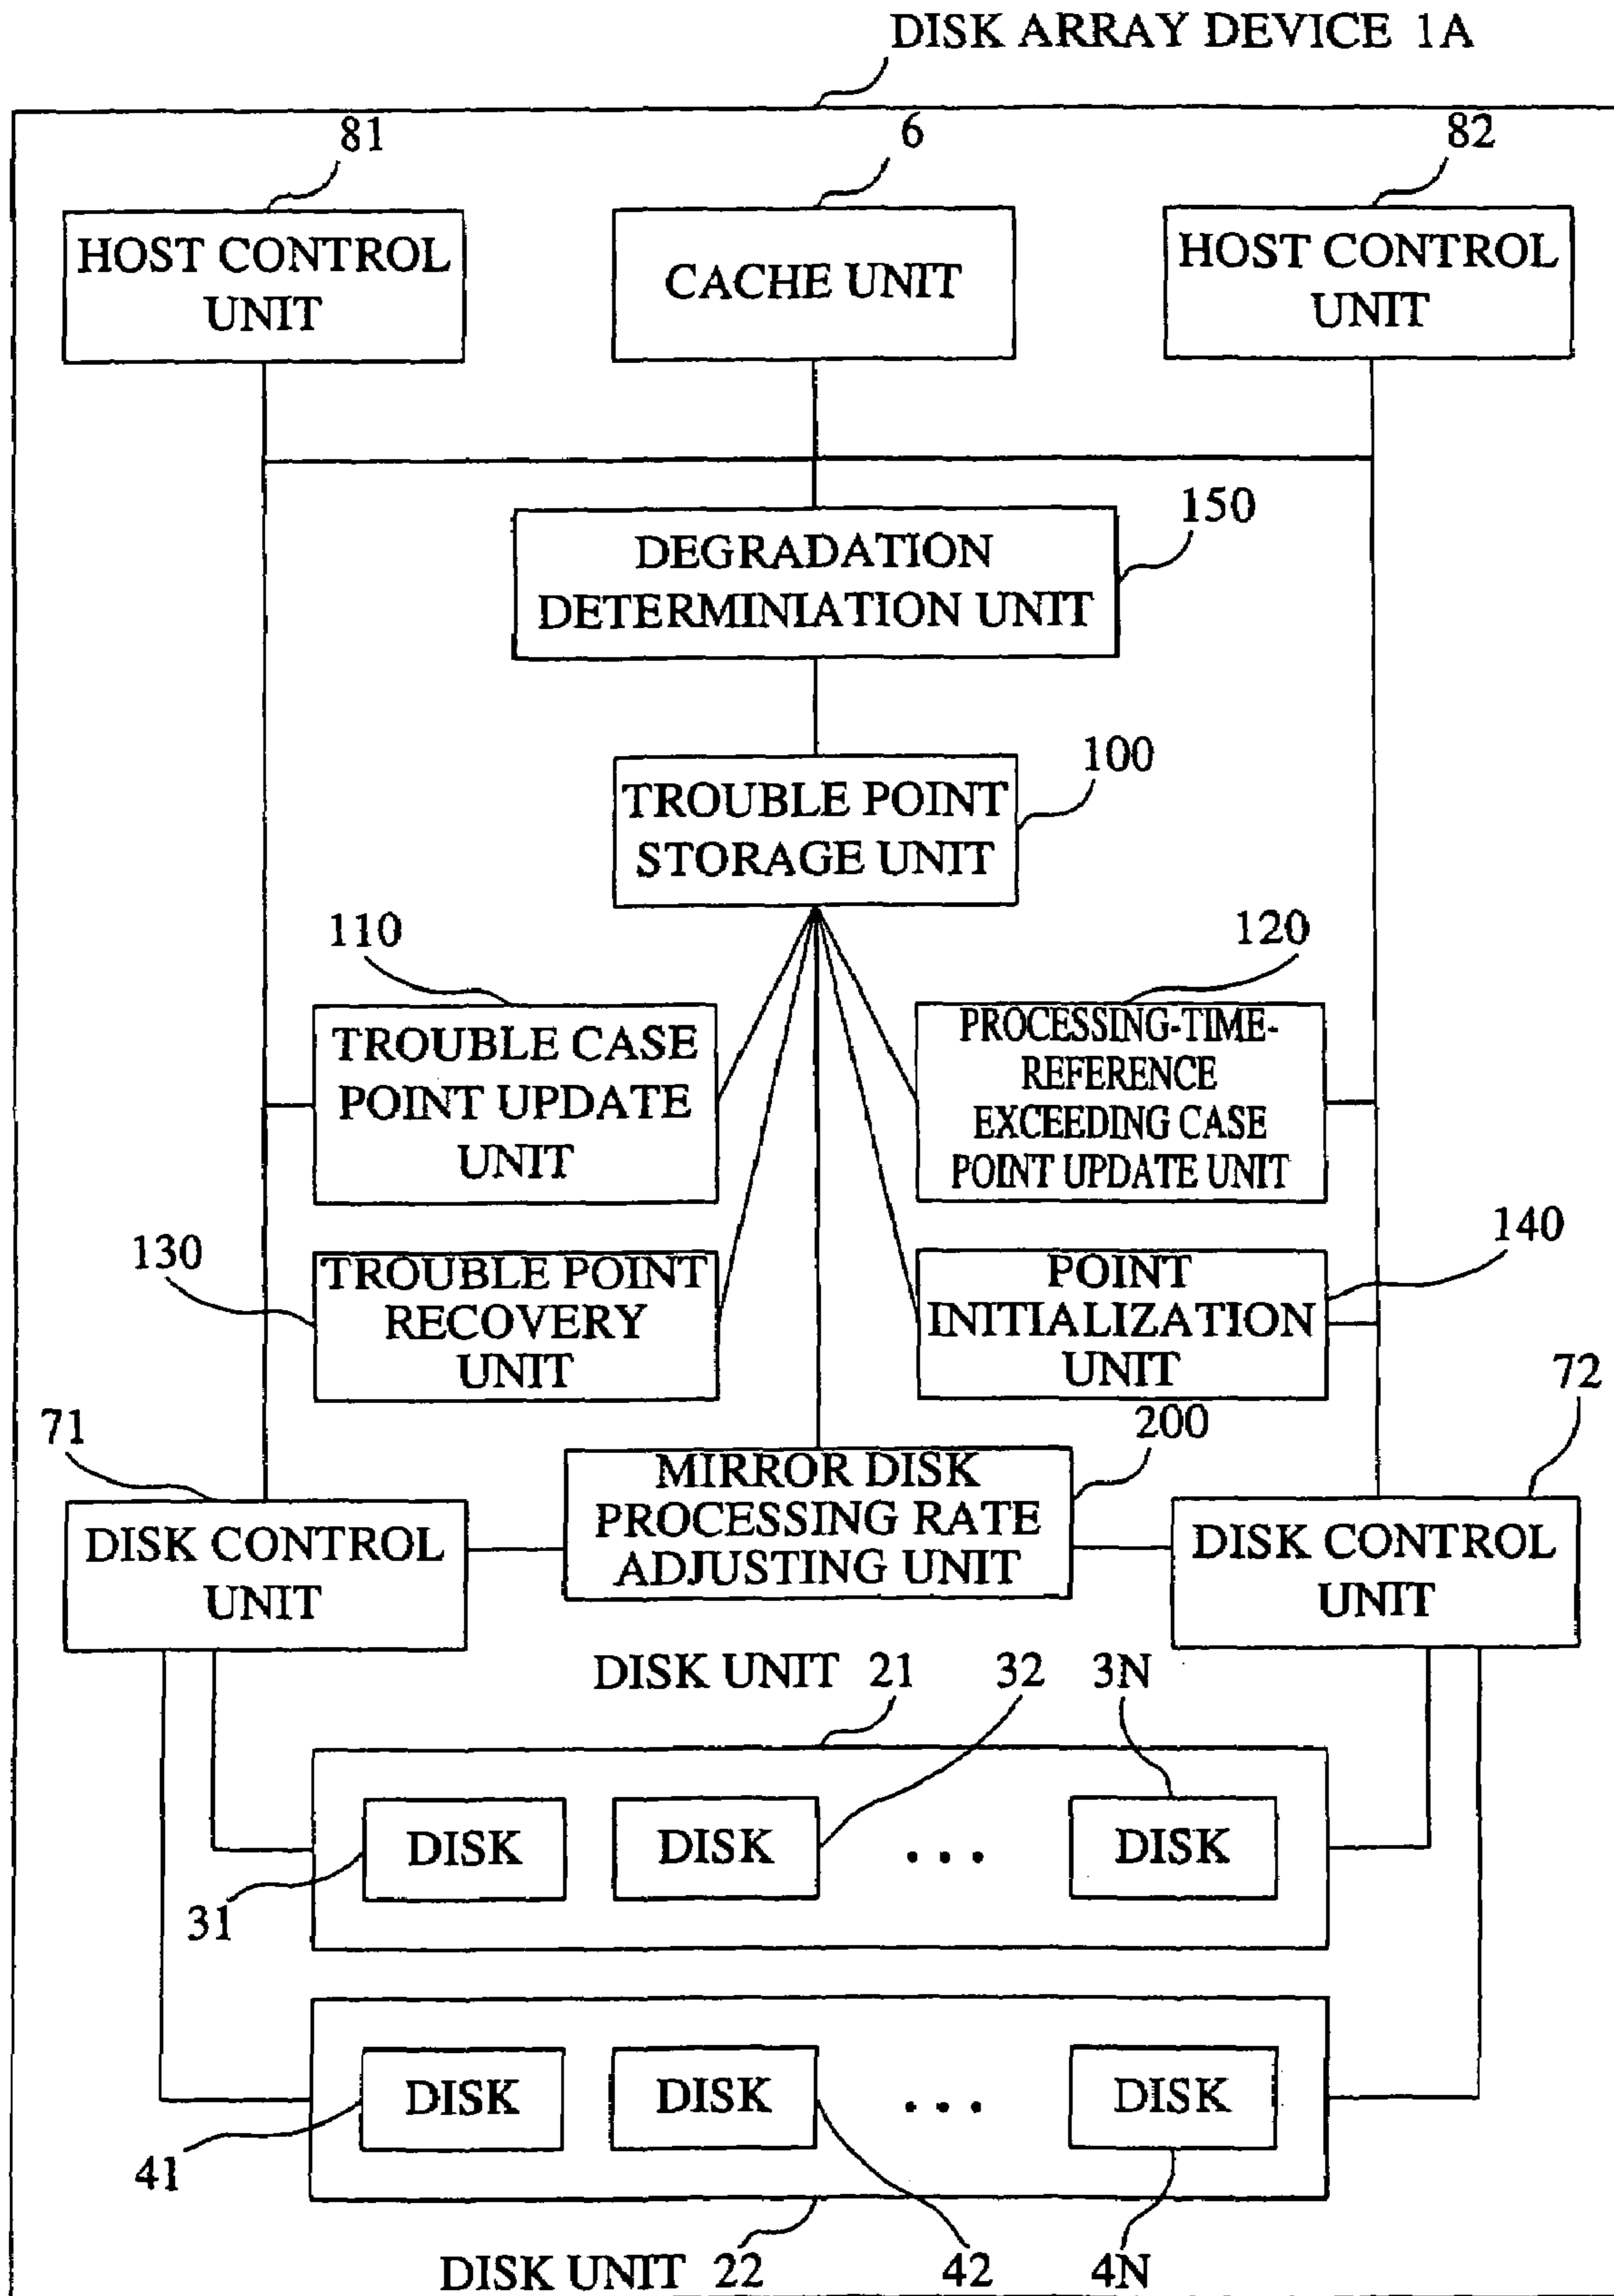 DISK ARRAY DEVICE 1A
81
6
82
HOST CONTROL
UNIT
CACHE UNIT
HOST CONTROL
UNIT
150
DEGRADATION
DETERMINIATION UNIT
100
TROUBLE POINT
STORAGE UNIT
110
120
TROUBLE CASE
POINT UPDATE
UNIT
PROCESSING-TIME-
REFERENCE
EXCEEDING CASE
POINT UPDATE UNIT
130
140
TROUBLE POINT
RECOVERY
UNIT
POINT
INITIALIZATION
UNIT
71
200
72
DISK CONTROL
UNIT
MIRROR DISK
PROCESSING RATE
ADJUSTING UNIT
DISK CONTROL
UNIT
DISK UNIT 21
32
3N
DISK
DISK
• • •
DISK
31
DISK
DISK
• • •
DISK
41
DISK UNIT 22
42
4N